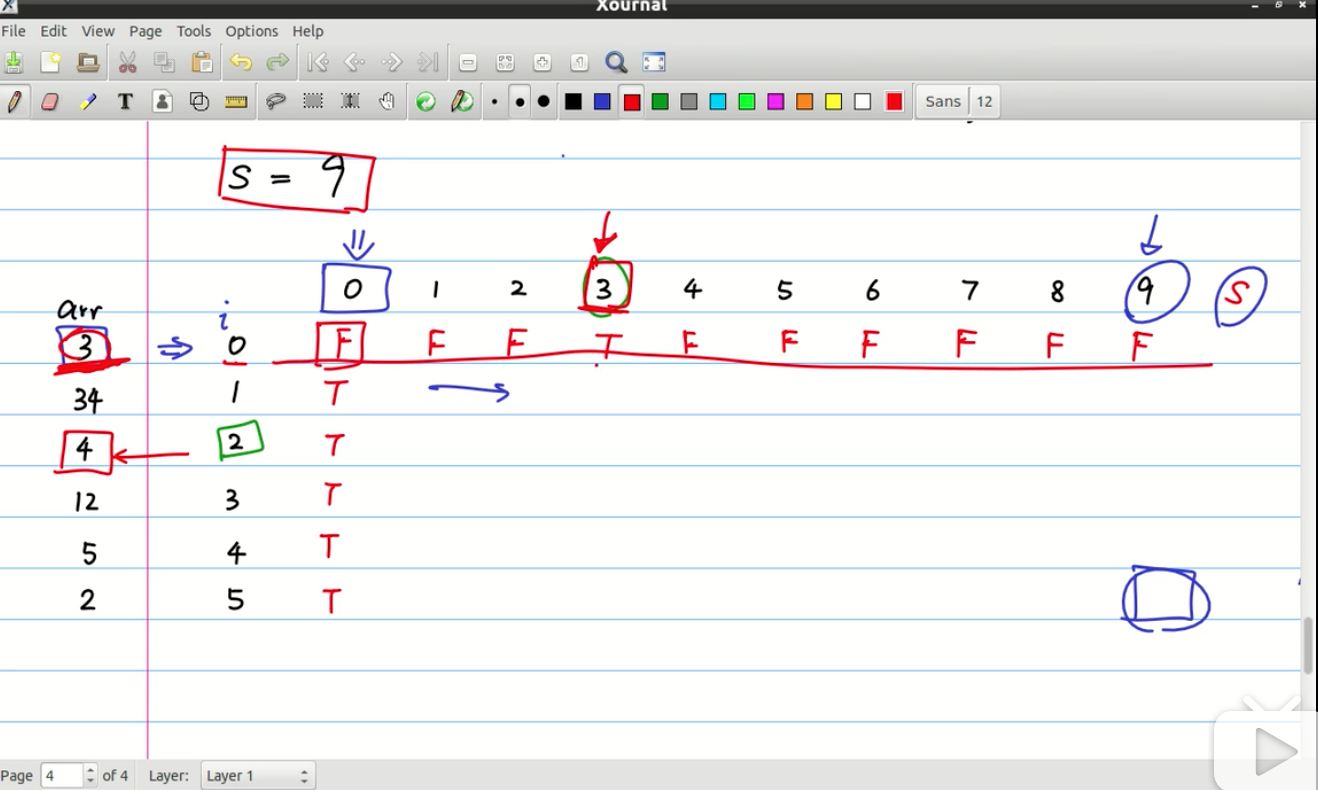 Xournal
File Edit View Page Tools Options Help
T Sans 12
S = 9
0 1 2 3 4 5 6 7 8 9 S
arr i
3 0 F F F T F F F F F F
34 1 T
4 2 T
12 3 T
5 4 T
2 5 T
Page 4 of 4 Layer: Layer 1